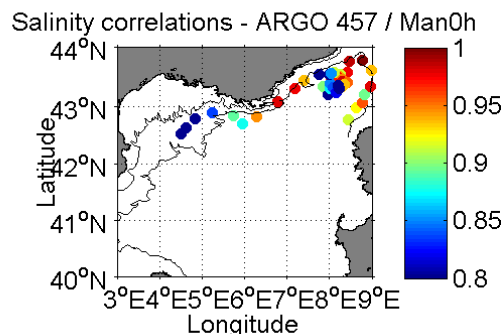 Salinity correlations - ARGO 457 / Man0h
44°N
43°N
42°N
41°N
40°N
Latitude
3°E4°E5°E6°E7°E8°E9°E
Longitude
1
0.95
0.9
0.85
0.8